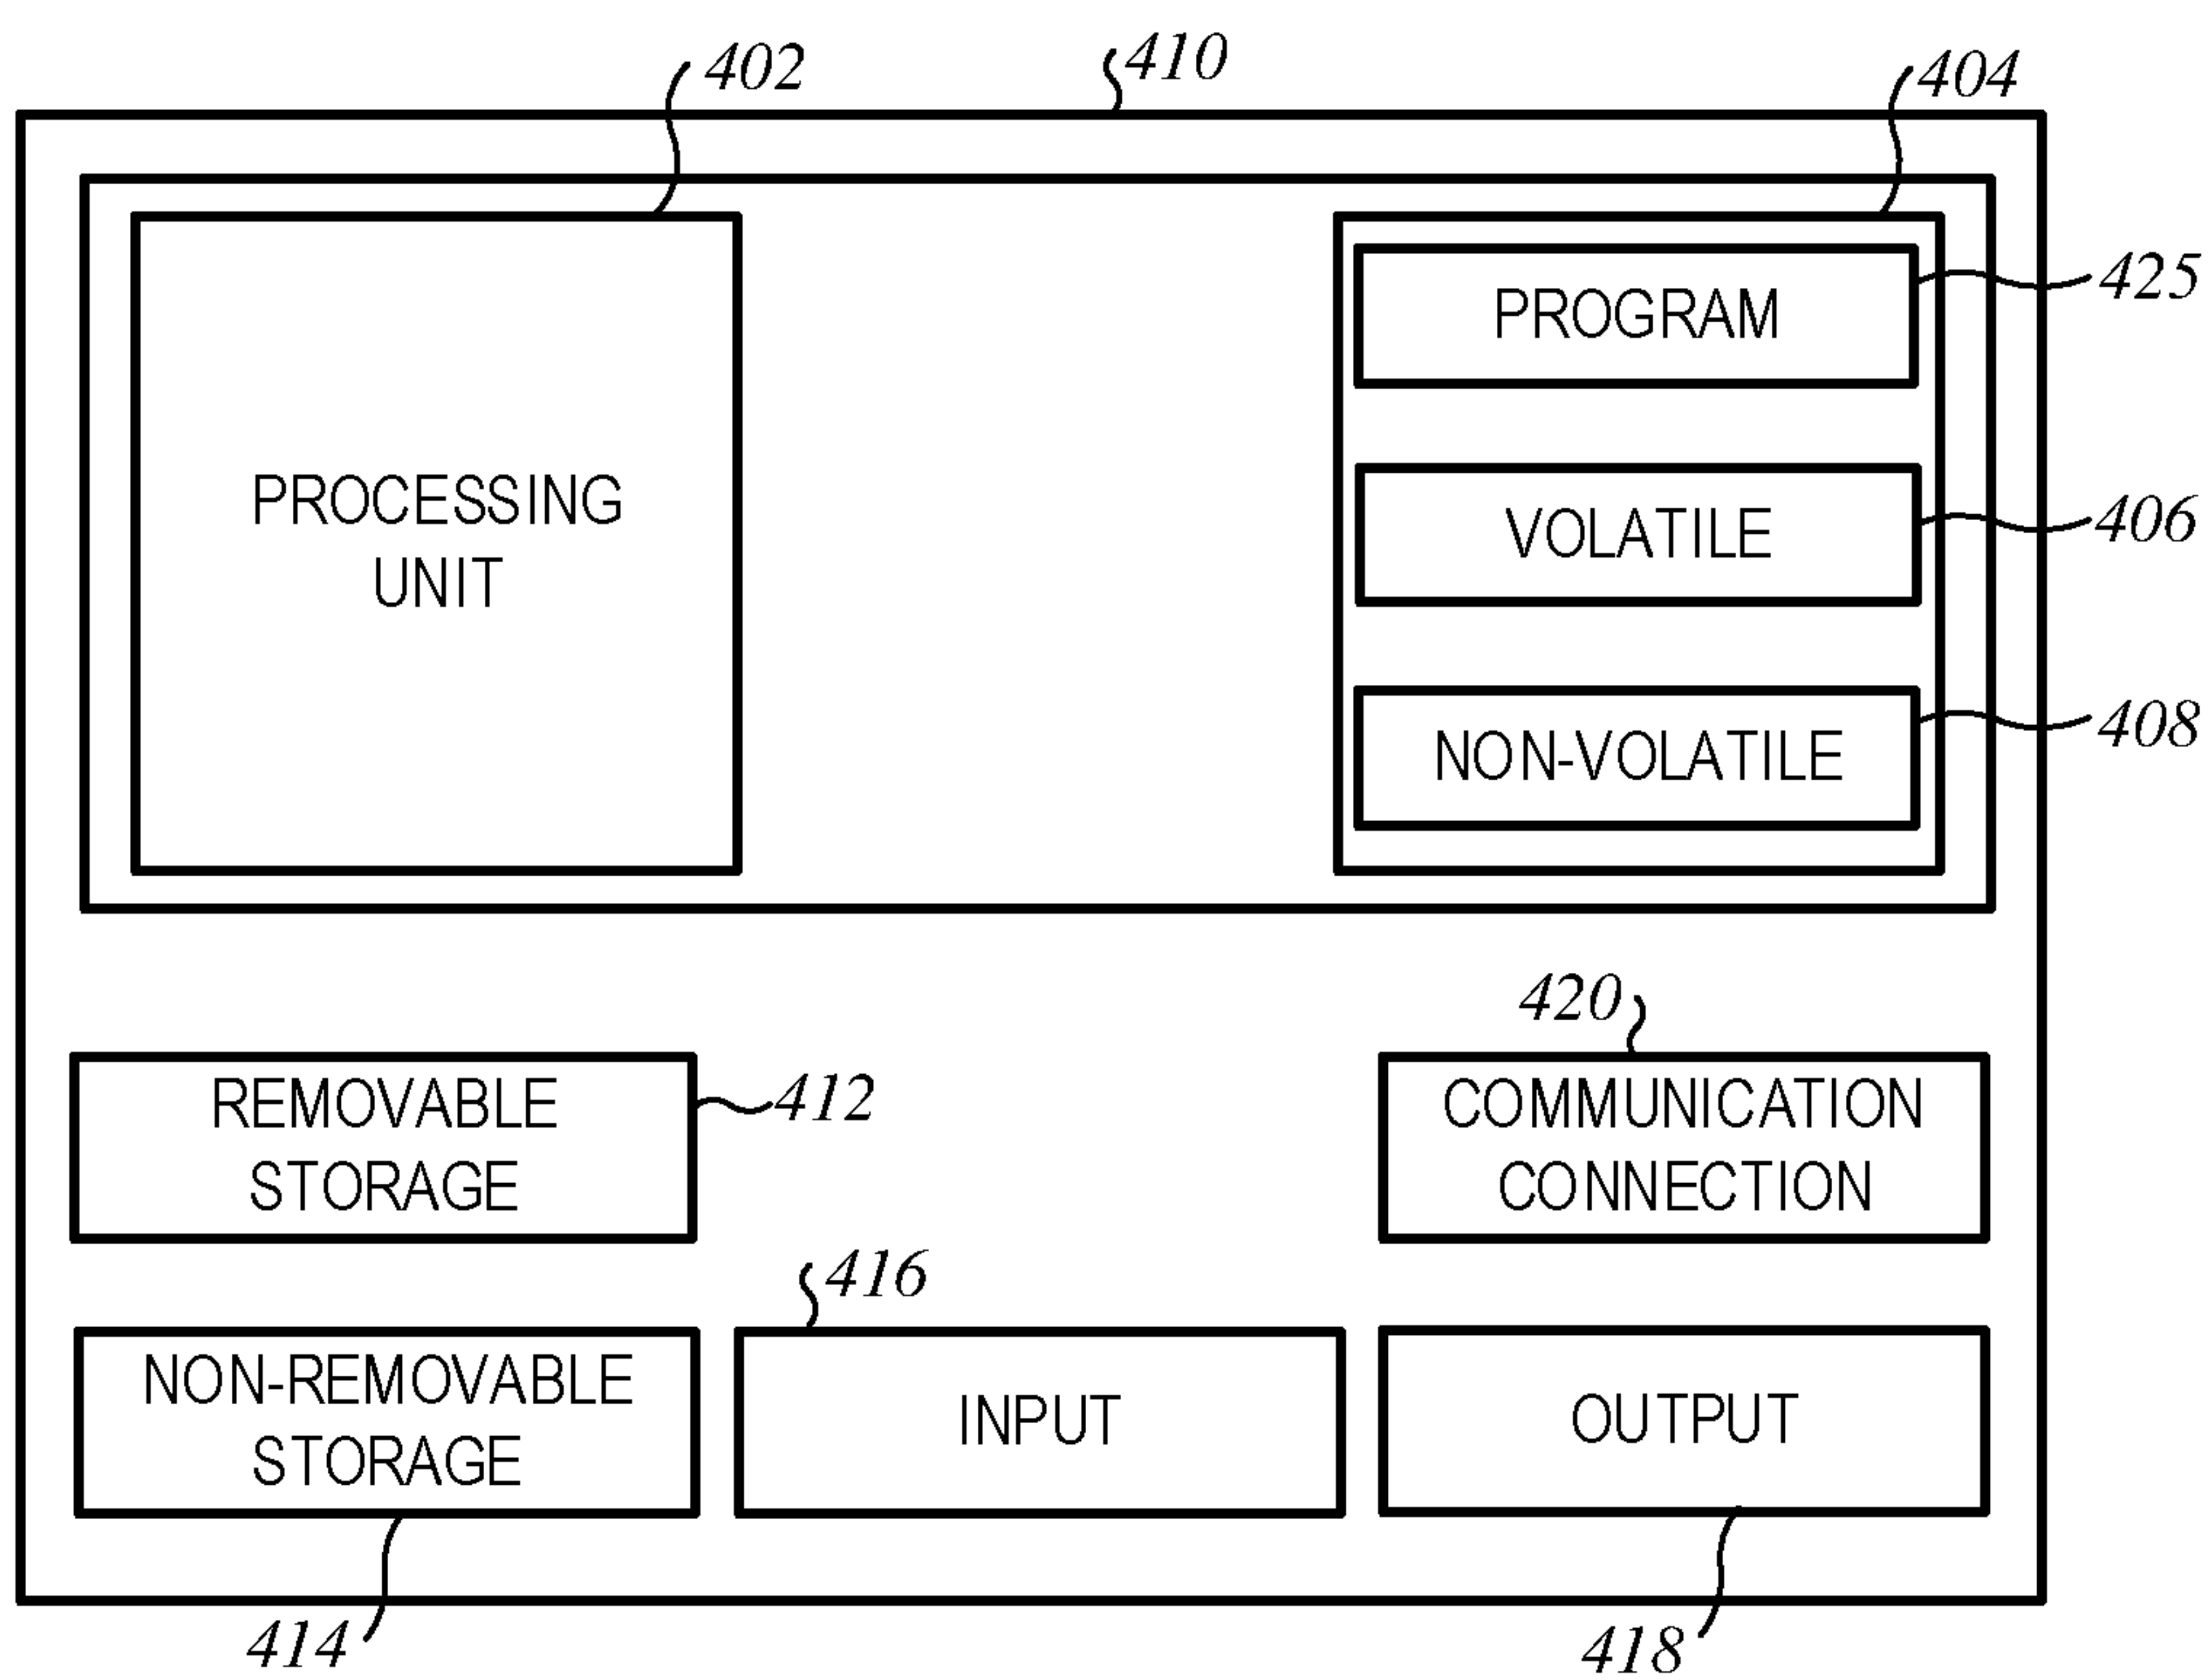 402
410
404
PROGRAM
425
PROCESSING
UNIT
VOLATILE
406
NON-VOLATILE
408
REMOVABLE
STORAGE
412
420
COMMUNICATION
CONNECTION
NON-REMOVABLE
STORAGE
416
INPUT
OUTPUT
414
418